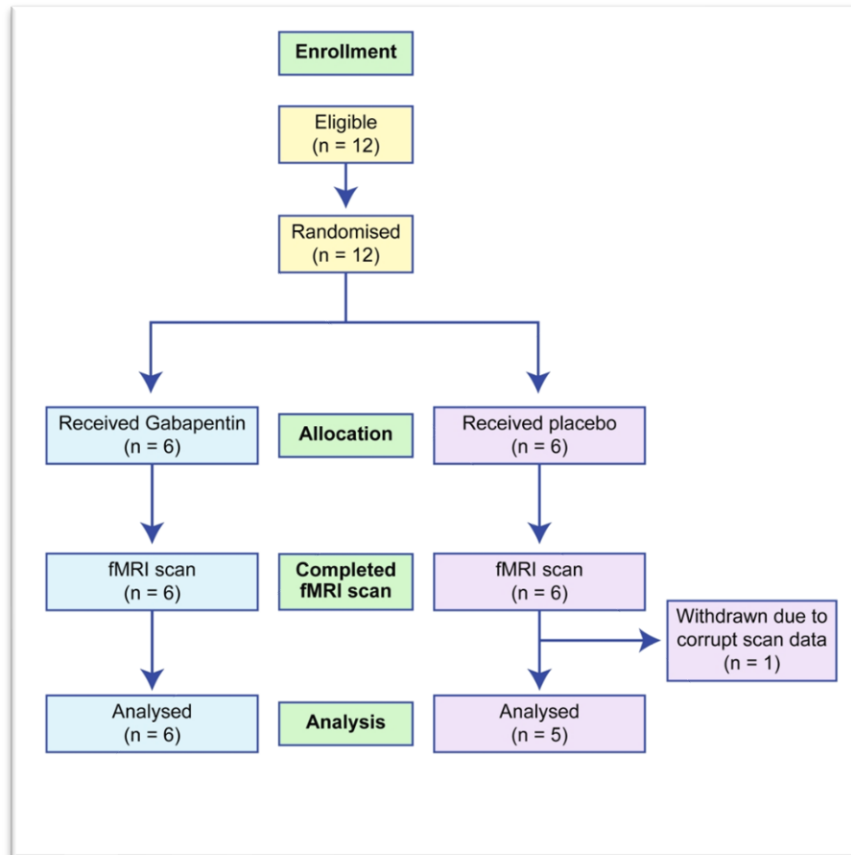 Enrollment
Eligible
(n = 12)
Randomised
(n = 12)
Received Gabapentin
(n = 6)
Allocation
Received placebo
(n = 6)
fMRI scan
(n = 6)
Completed
fMRI scan
fMRI scan
(n = 6)
Withdrawn due to
corrupt scan data
(n = 1)
Analysed
(n = 6)
Analysis
Analysed
(n = 5)